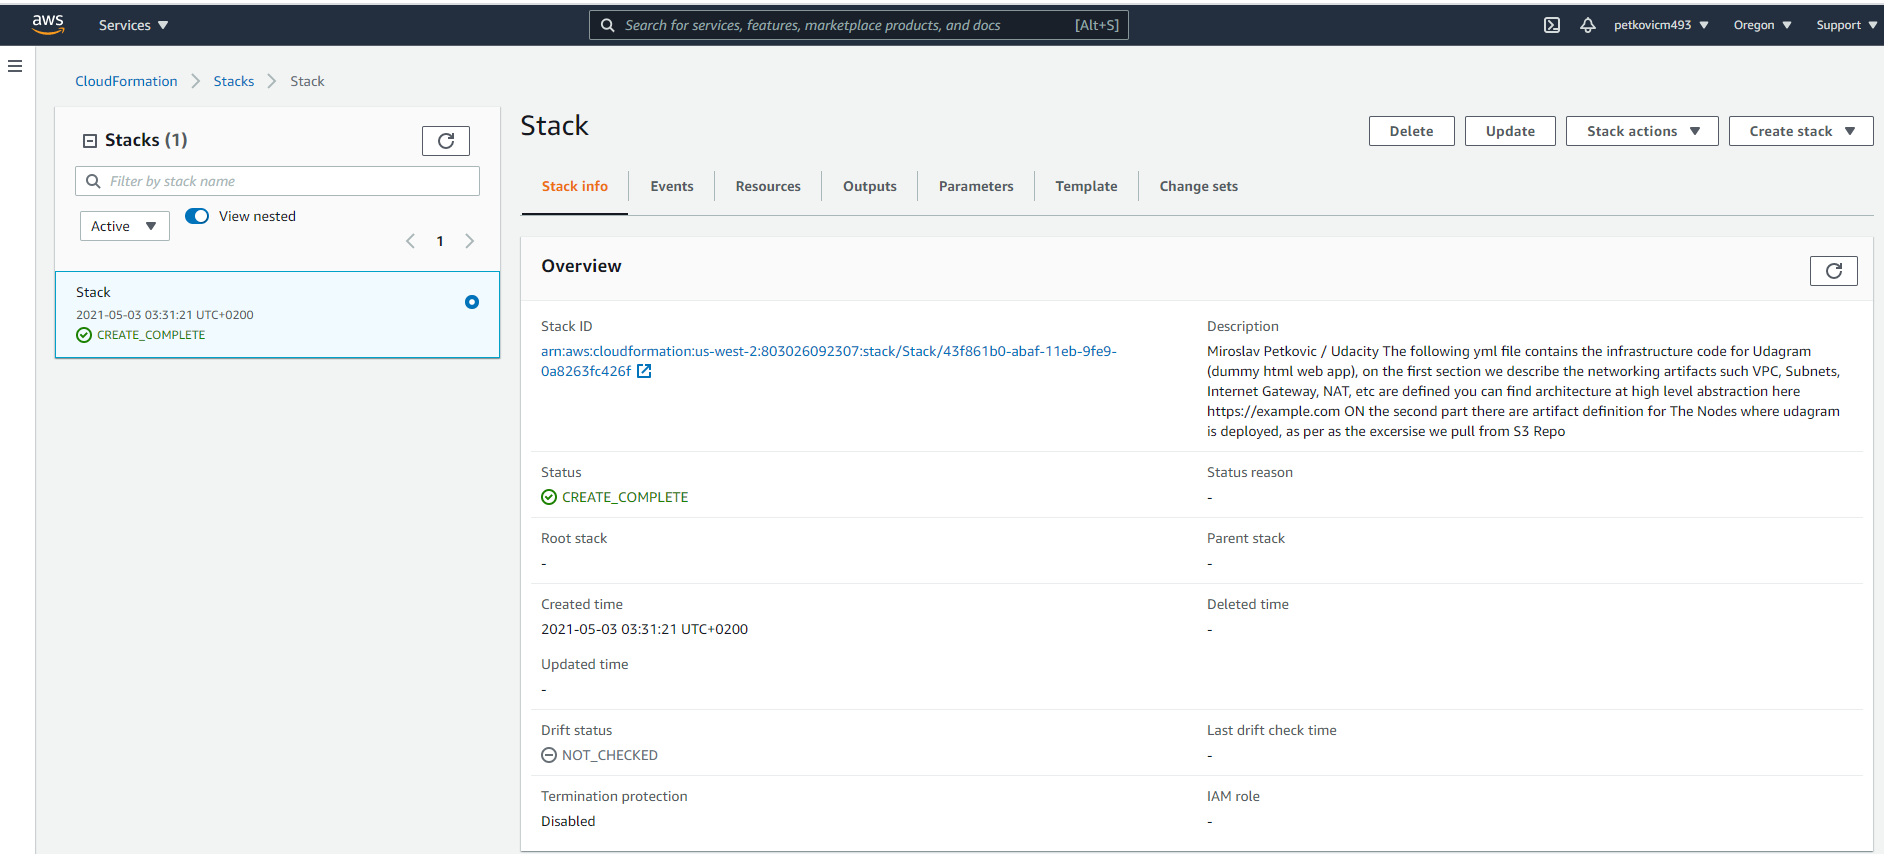 aws
Services
Search for services, features, marketplace products, and docs [Alt+S]
petkovicm493
Oregon
Support
CloudFormation
Stacks
Stack
Stacks (1)
Filter by stack name
Active
View nested
1
Stack
2021-05-03 03:31:21 UTC+0200
CREATE_COMPLETE
Stack
Delete
Update
Stack actions
Create stack
Stack info
Events
Resources
Outputs
Parameters
Template
Change sets
Overview
Stack ID
arn:aws:cloudformation:us-west-2:803026092307:stack/Stack/43f861b0-abaf-11eb-9fe9-
0a8263fc426f
Description
Miroslav Petkovic / Udacity The following yml file contains the infrastructure code for Udagram
(dummy html web app), on the first section we describe the networking artifacts such VPC, Subnets,
Internet Gateway, NAT, etc are defined you can find architecture at high level abstraction here
https://example.com ON the second part there are artifact definition for The Nodes where udagram
is deployed, as per as the excersise we pull from S3 Repo
Status
CREATE_COMPLETE
Status reason
-
Root stack
-
Parent stack
-
Created time
2021-05-03 03:31:21 UTC+0200
Deleted time
-
Updated time
-
Drift status
NOT_CHECKED
Last drift check time
-
Termination protection
Disabled
IAM role
-